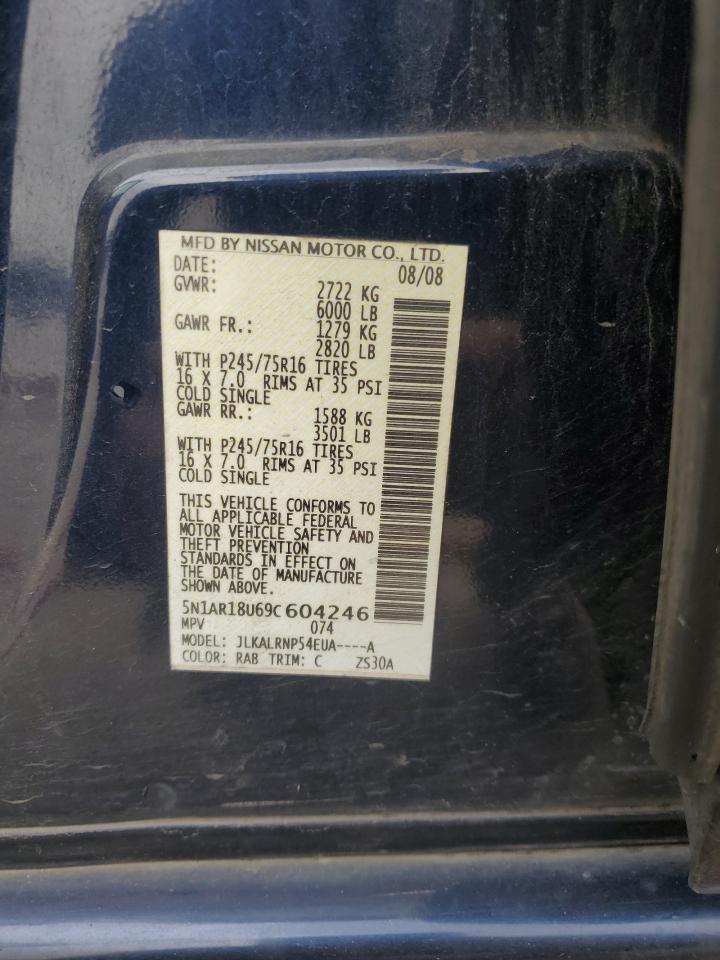 MFD BY NISSAN MOTOR CO., LTD.
DATE: 08/08
GVWR: 2722 KG
6000 LB
GAWR FR.: 1279 KG
2820 LB
WITH P245/75R16 TIRES
16 X 7.0 RIMS AT 35 PSI
COLD SINGLE
GAWR RR.: 1588 KG
3501 LB
WITH P245/75R16 TIRES
16 X 7.0 RIMS AT 35 PSI
COLD SINGLE
THIS VEHICLE CONFORMS TO
ALL APPLICABLE FEDERAL
MOTOR VEHICLE SAFETY AND
THEFT PREVENTION
STANDARDS IN EFFECT ON
THE DATE OF MANUFACTURE
SHOWN ABOVE.
5N1AR18U69C604246
MPV 074
MODEL: JLKALRNP54EUA----A
COLOR: RAB TRIM: C ZS30A